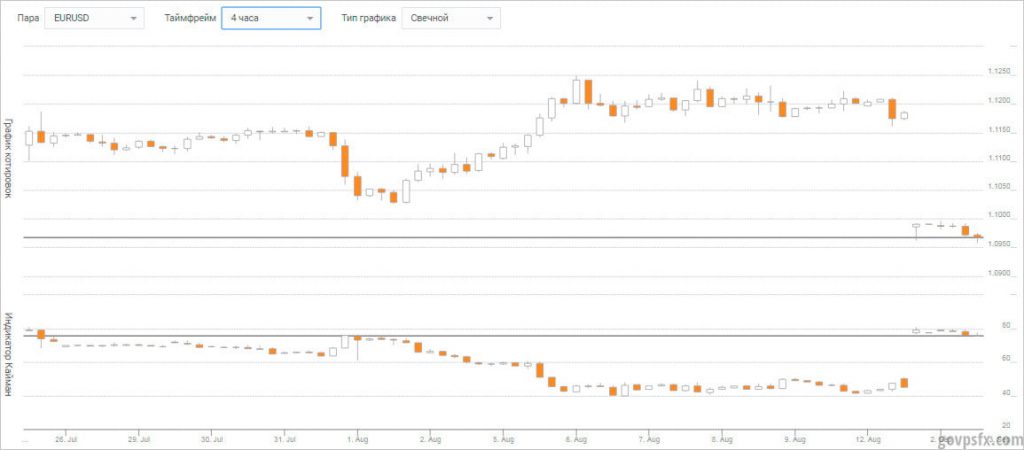 Пара EURUSD Таймфрейм 4 часа Тип графика Свечной
График котировок
1.1250
1.1200
1.1150
1.1100
1.1050
1.1000
1.0950
1.0900
Индикатор Кайман
80
60
40
20
... 26. Jul 29. Jul 30. Jul 31. Jul 1. Aug 2. Aug 5. Aug 6. Aug 7. Aug 8. Aug 9. Aug 12. Aug
govpsfx.com